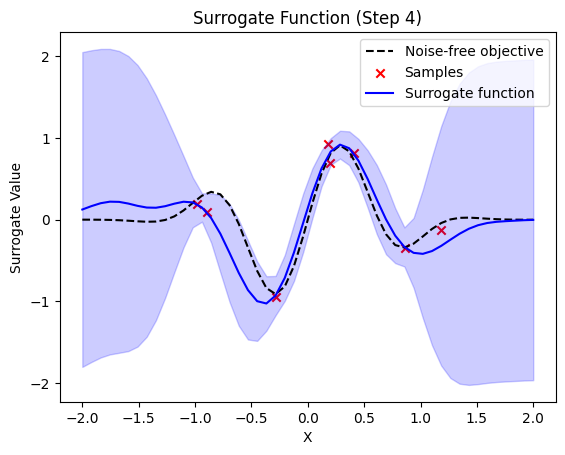 Surrogate Function (Step 4)
Noise-free objective
Samples
Surrogate function
Surrogate Value
2
1
0
−1
−2
−2.0 −1.5 −1.0 −0.5 0.0 0.5 1.0 1.5 2.0
X